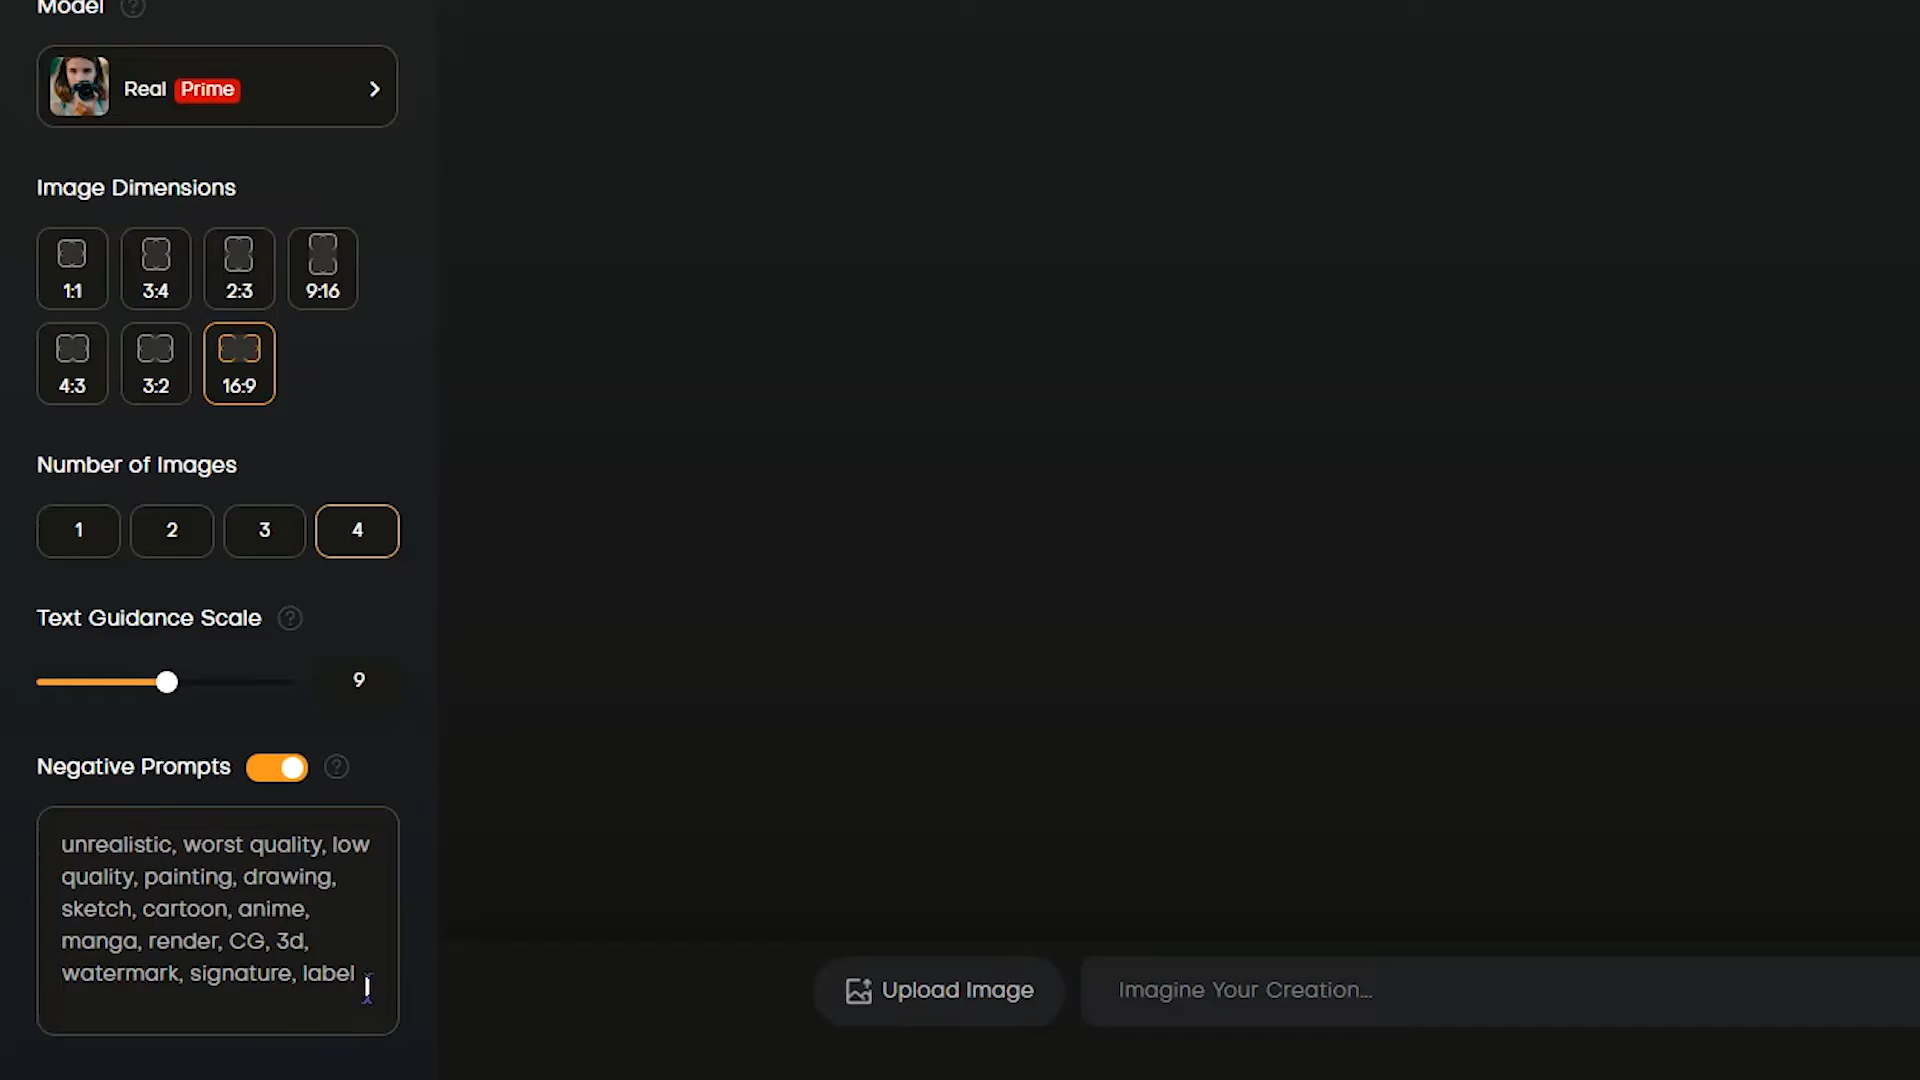 Model ?
Real Prime
Image Dimensions
1:1 3:4 2:3 9:16
4:3 3:2 16:9
Number of Images
1 2 3 4
Text Guidance Scale ?
9
Negative Prompts ?
unrealistic, worst quality, low
quality, painting, drawing,
sketch, cartoon, anime,
manga, render, CG, 3d,
watermark, signature, label
Upload Image
Imagine Your Creation...